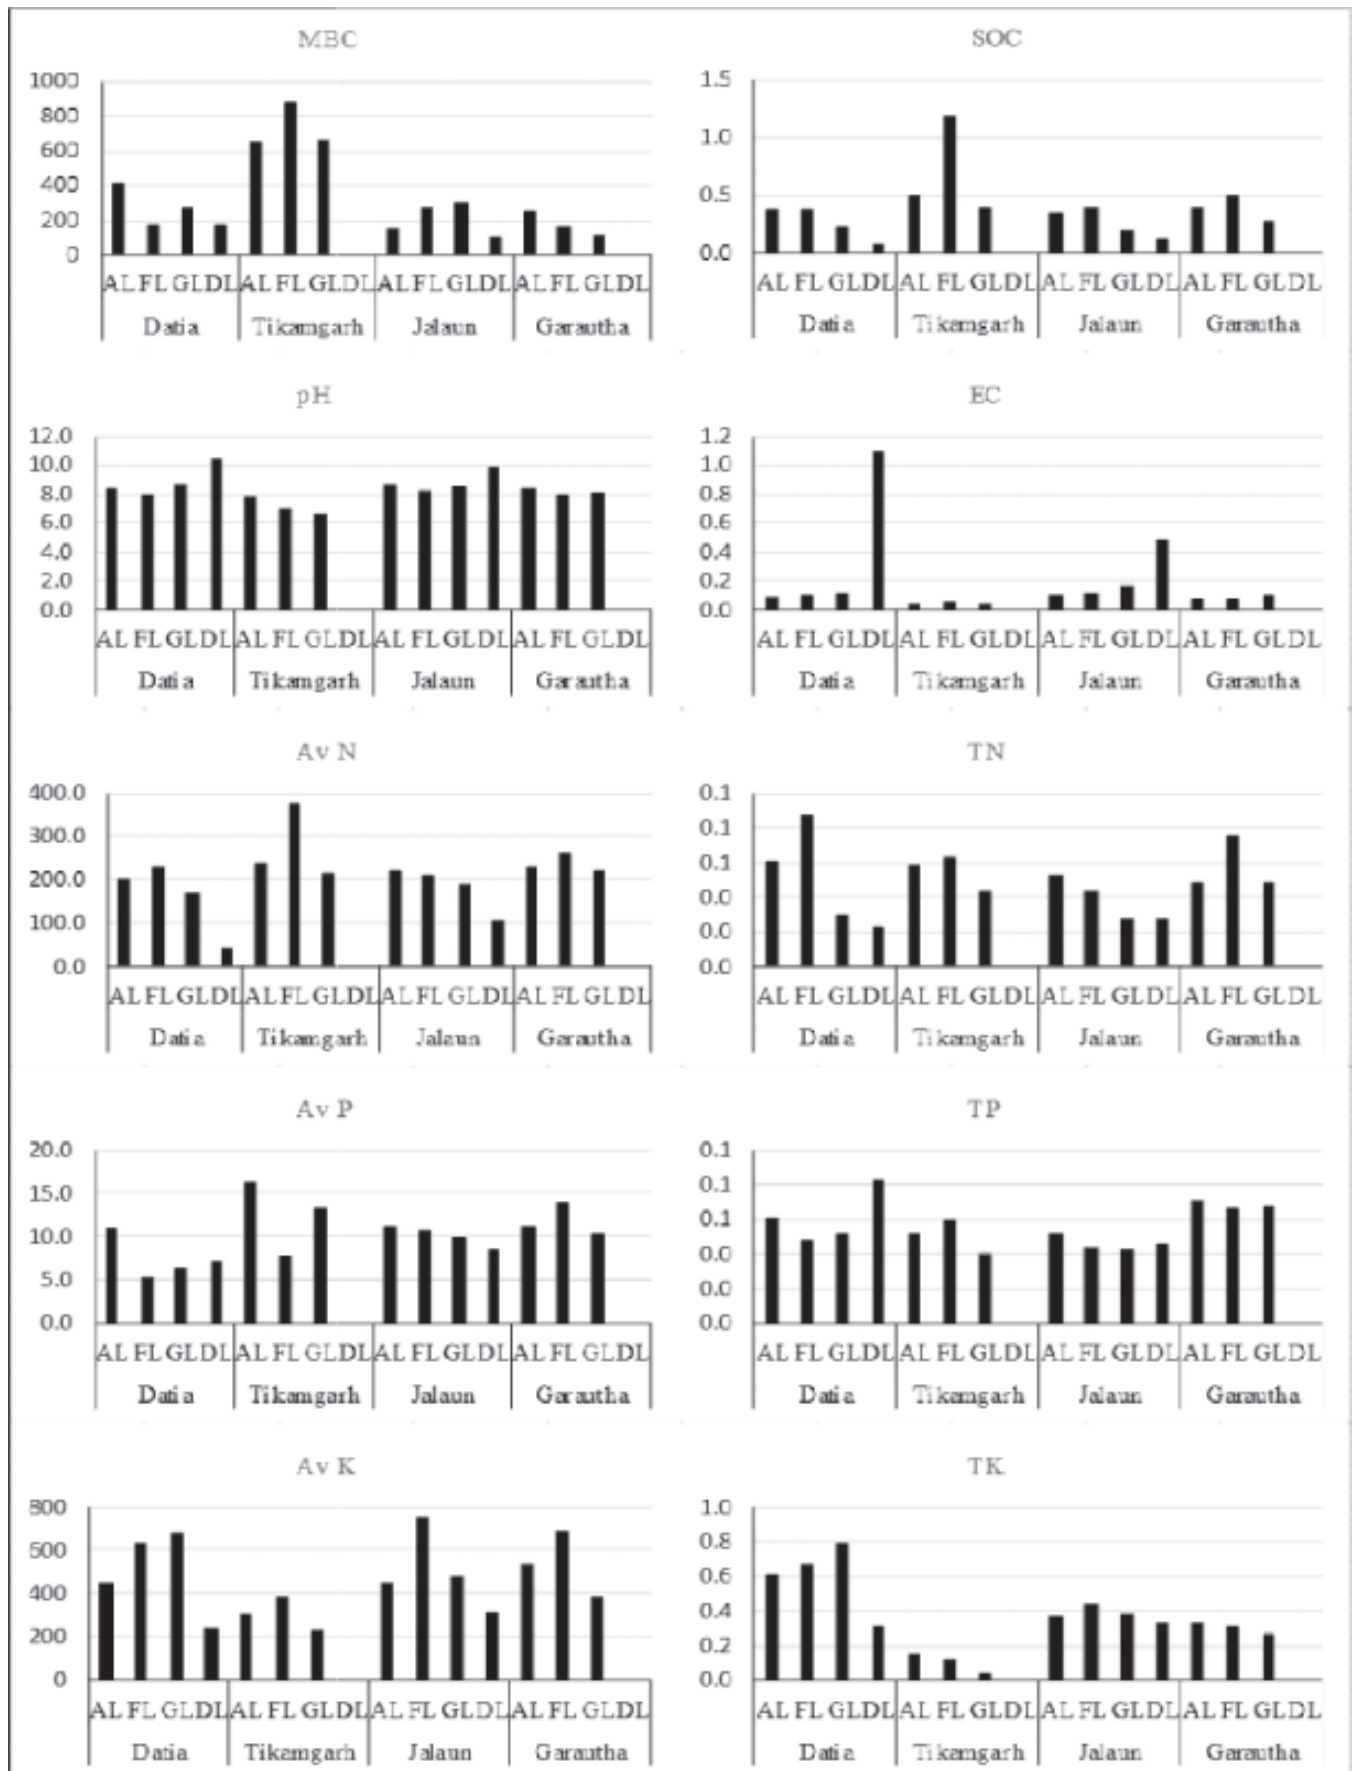 MBC
1000
800
600
400
200
0
AL FL GL DL AL FL GL DL AL FL GL DL AL FL GL DL
Datia Tikamgarh Jalaun Garautha
SOC
1.5
1.0
0.5
0.0
AL FL GL DL AL FL GL DL AL FL GL DL AL FL GL DL
Datia Tikamgarh Jalaun Garautha
pH
12.0
10.0
8.0
6.0
4.0
2.0
0.0
AL FL GL DL AL FL GL DL AL FL GL DL AL FL GL DL
Datia Tikamgarh Jalaun Garautha
EC
1.2
1.0
0.8
0.6
0.4
0.2
0.0
AL FL GL DL AL FL GL DL AL FL GL DL AL FL GL DL
Datia Tikamgarh Jalaun Garautha
Av N
400.0
300.0
200.0
100.0
0.0
AL FL GL DL AL FL GL DL AL FL GL DL AL FL GL DL
Datia Tikamgarh Jalaun Garautha
TN
0.1
0.1
0.1
0.0
0.0
0.0
AL FL GL DL AL FL GL DL AL FL GL DL AL FL GL DL
Datia Tikamgarh Jalaun Garautha
Av P
20.0
15.0
10.0
5.0
0.0
AL FL GL DL AL FL GL DL AL FL GL DL AL FL GL DL
Datia Tikamgarh Jalaun Garautha
TP
0.1
0.1
0.1
0.0
0.0
0.0
AL FL GL DL AL FL GL DL AL FL GL DL AL FL GL DL
Datia Tikamgarh Jalaun Garautha
Av K
800
600
400
200
0
AL FL GL DL AL FL GL DL AL FL GL DL AL FL GL DL
Datia Tikamgarh Jalaun Garautha
TK
1.0
0.8
0.6
0.4
0.2
0.0
AL FL GL DL AL FL GL DL AL FL GL DL AL FL GL DL
Datia Tikamgarh Jalaun Garautha